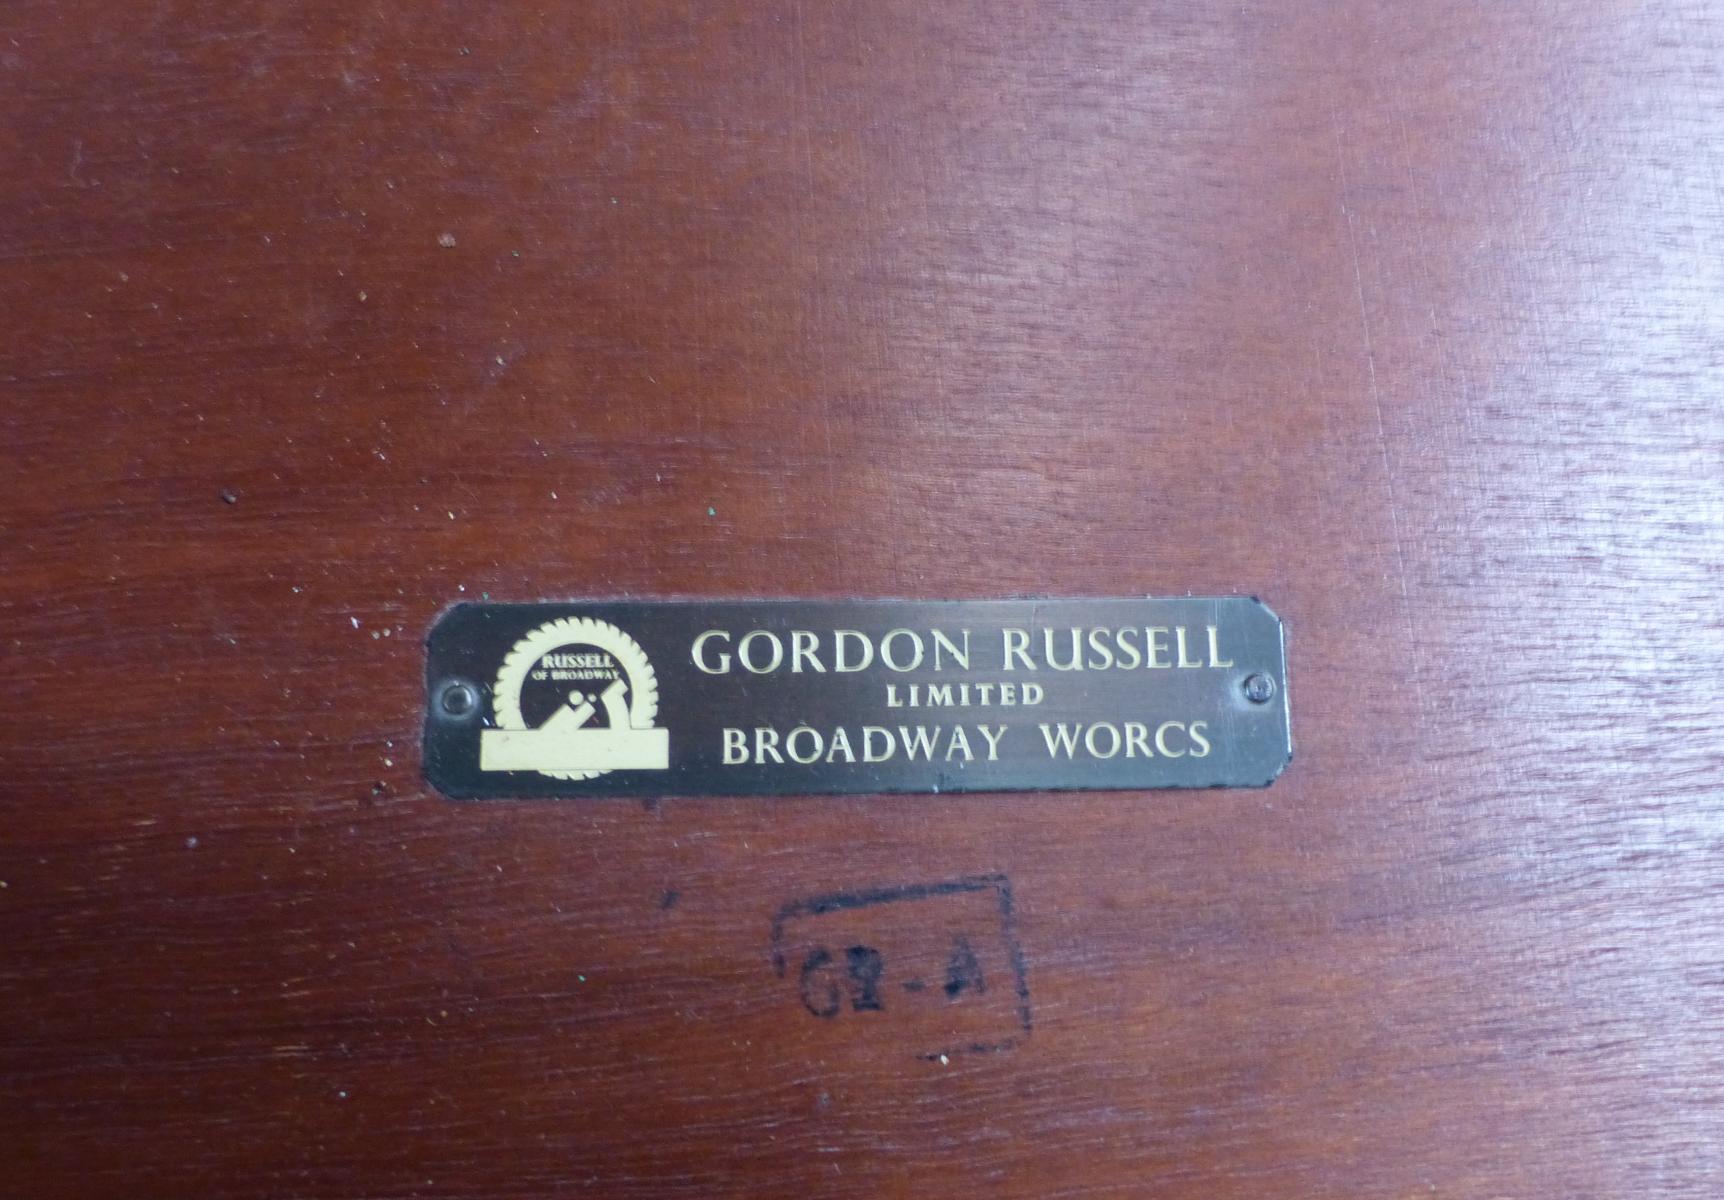 RUSSELL
OF BROADWAY
GORDON RUSSELL
LIMITED
BROADWAY WORCS